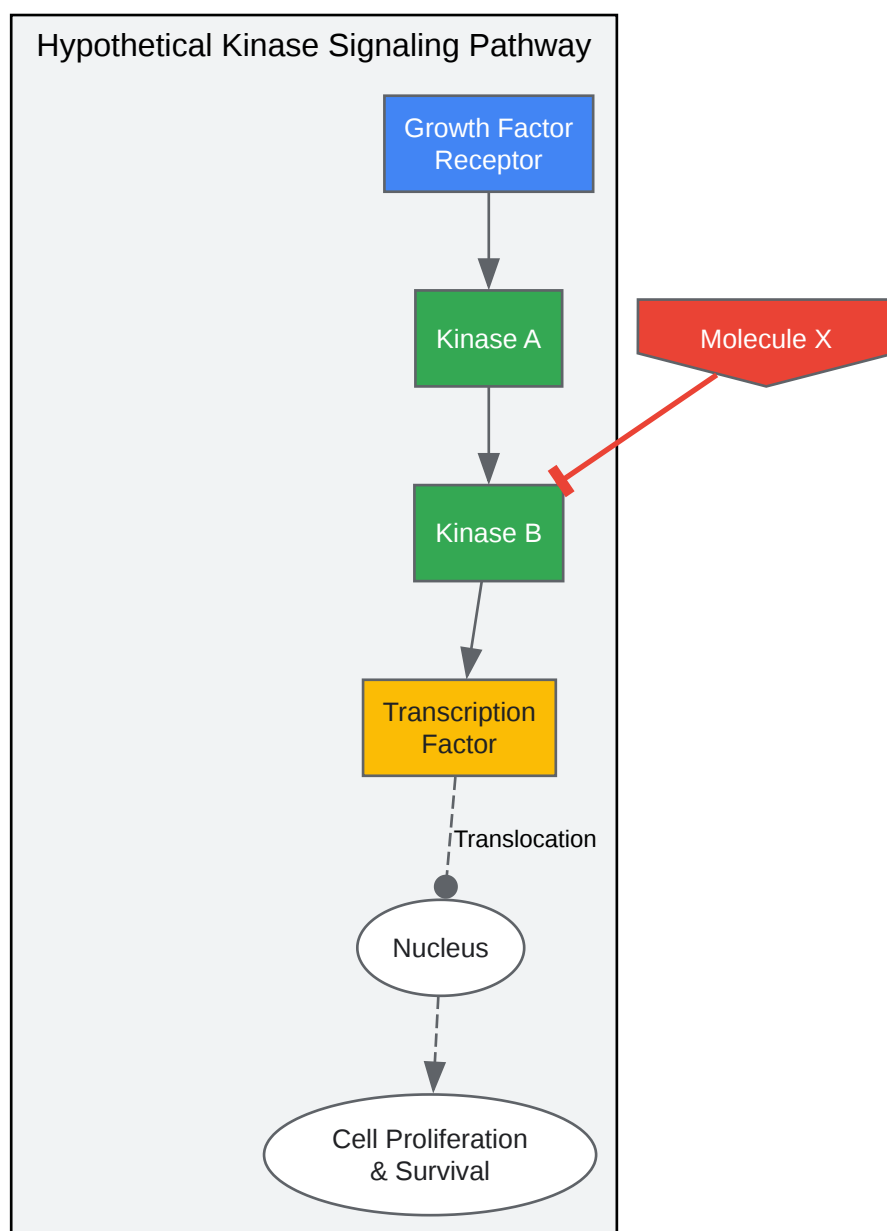 Hypothetical Kinase Signaling Pathway
Growth Factor
Receptor
Kinase A
Molecule X
Kinase B
Transcription
Factor
Translocation
Nucleus
Cell Proliferation
& Survival